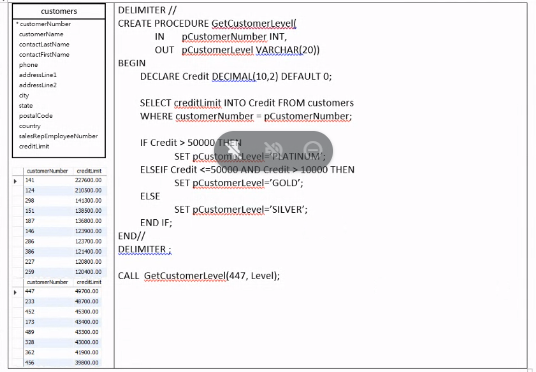 customers
* customerNumber
customerName
contactLastName
contactFirstName
phone
addressLine1
addressLine2
city
state
postalCode
country
salesRepEmployeeNumber
creditLimit
customerNumber creditLimit
141 227600.00
124 210500.00
298 141300.00
151 138500.00
187 136800.00
146 123900.00
286 123700.00
386 121400.00
227 120800.00
259 120400.00
customerNumber creditLimit
447 49700.00
233 48700.00
452 45300.00
173 43400.00
489 43300.00
328 43000.00
362 41900.00
456 39800.00
DELIMITER //
CREATE PROCEDURE GetCustomerLevel(
IN pCustomerNumber INT,
OUT pCustomerLevel VARCHAR(20))
BEGIN
DECLARE Credit DECIMAL(10,2) DEFAULT 0;
SELECT creditLimit INTO Credit FROM customers
WHERE customerNumber = pCustomerNumber;
IF Credit > 50000 THEN
SET pCustomerLevel='PLATINUM';
ELSEIF Credit <=50000 AND Credit > 10000 THEN
SET pCustomerLevel='GOLD';
ELSE
SET pCustomerLevel='SILVER';
END IF;
END//
DELIMITER ;
CALL GetCustomerLevel(447, Level);